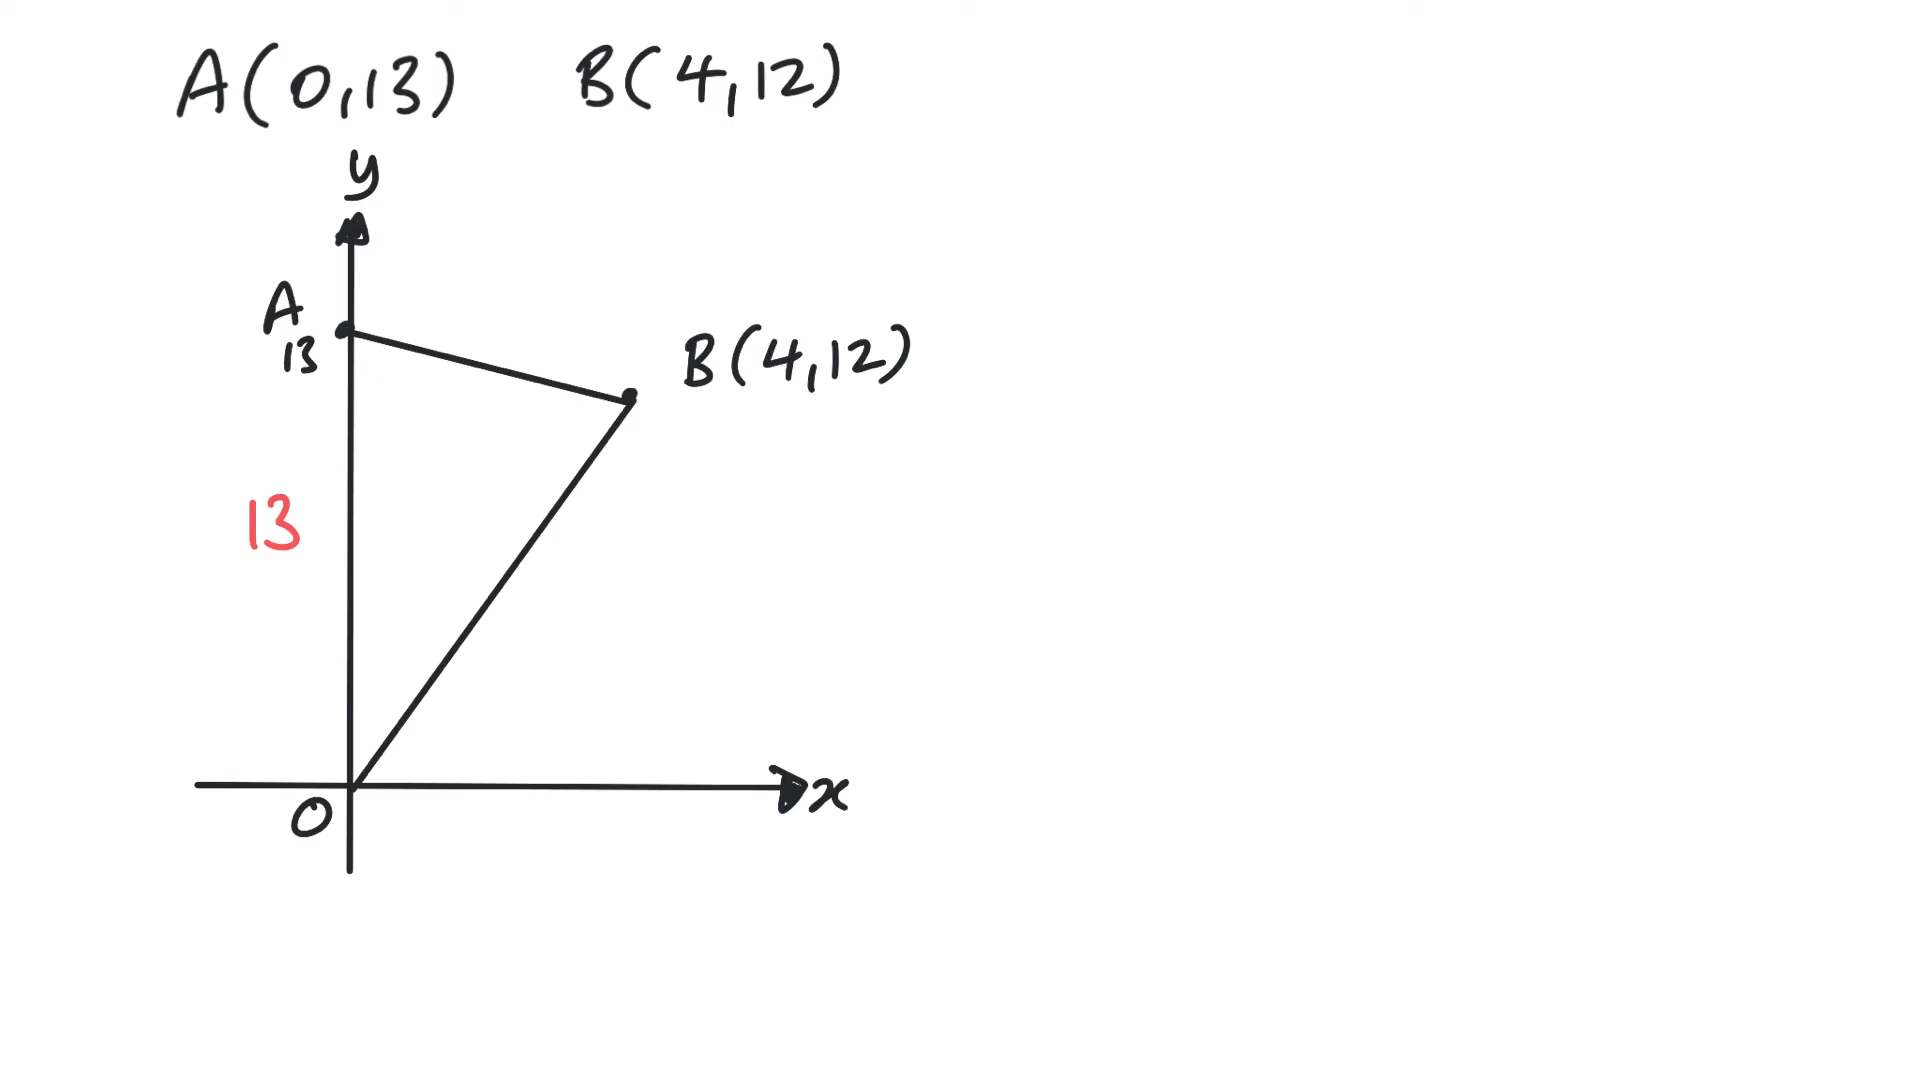 A(0,13) B(4,12)
y
A
13
B(4,12)
13
x
O